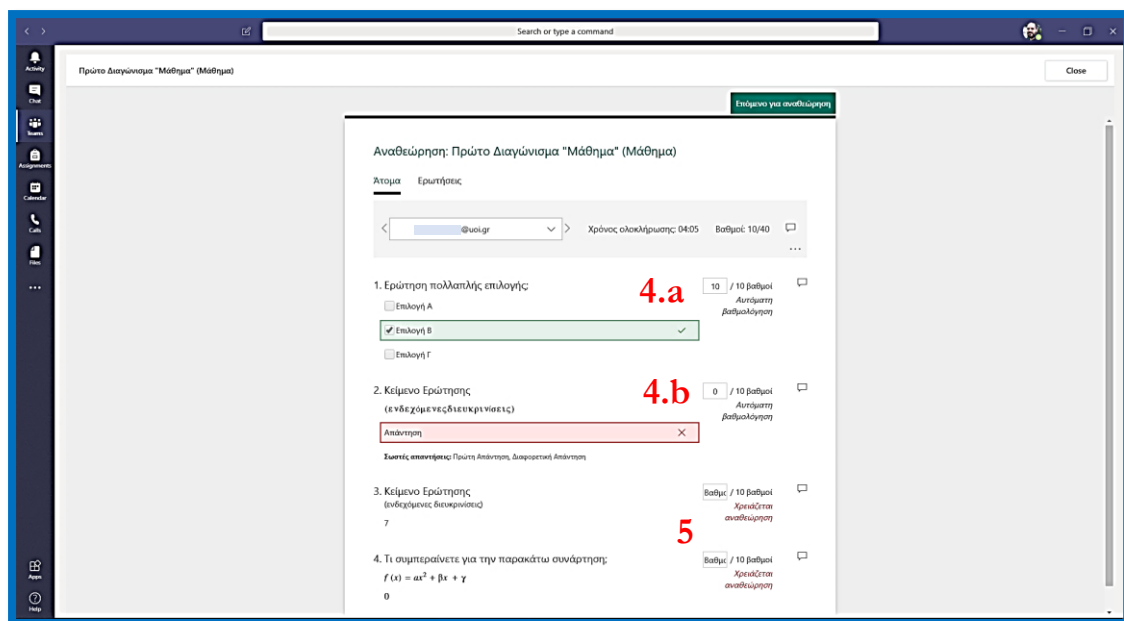 Search or type a command
Activity
Chat
Teams
Assignments
Calendar
Calls
Files
Apps
Help
Πρώτο Διαγώνισμα "Μάθημα" (Μάθημα)
Close
Επόμενο για αναθεώρηση
Αναθεώρηση: Πρώτο Διαγώνισμα "Μάθημα" (Μάθημα)
Άτομα Ερωτήσεις
@uoi.gr Χρόνος ολοκλήρωσης: 04:05 Βαθμοί: 10/40
1. Ερώτηση πολλαπλής επιλογής; 4.a 10 / 10 βαθμοί
Αυτόματη
βαθμολόγηση
Επιλογή Α
Επιλογή Β
Επιλογή Γ
2. Κείμενο Ερώτησης 4.b 0 / 10 βαθμοί
Αυτόματη
βαθμολόγηση
(ενδεχόμενεςδιευκρινίσεις)
Απάντηση
Σωστές απαντήσεις: Πρώτη Απάντηση, Διαφορετική Απάντηση
3. Κείμενο Ερώτησης Βαθμο / 10 βαθμοί
Χρειάζεται
αναθεώρηση
(ενδεχόμενες διευκρινίσεις)
7
5
4. Τι συμπεραίνετε για την παρακάτω συνάρτηση; Βαθμο / 10 βαθμοί
Χρειάζεται
αναθεώρηση
f (x) = αx² + βx + γ
0